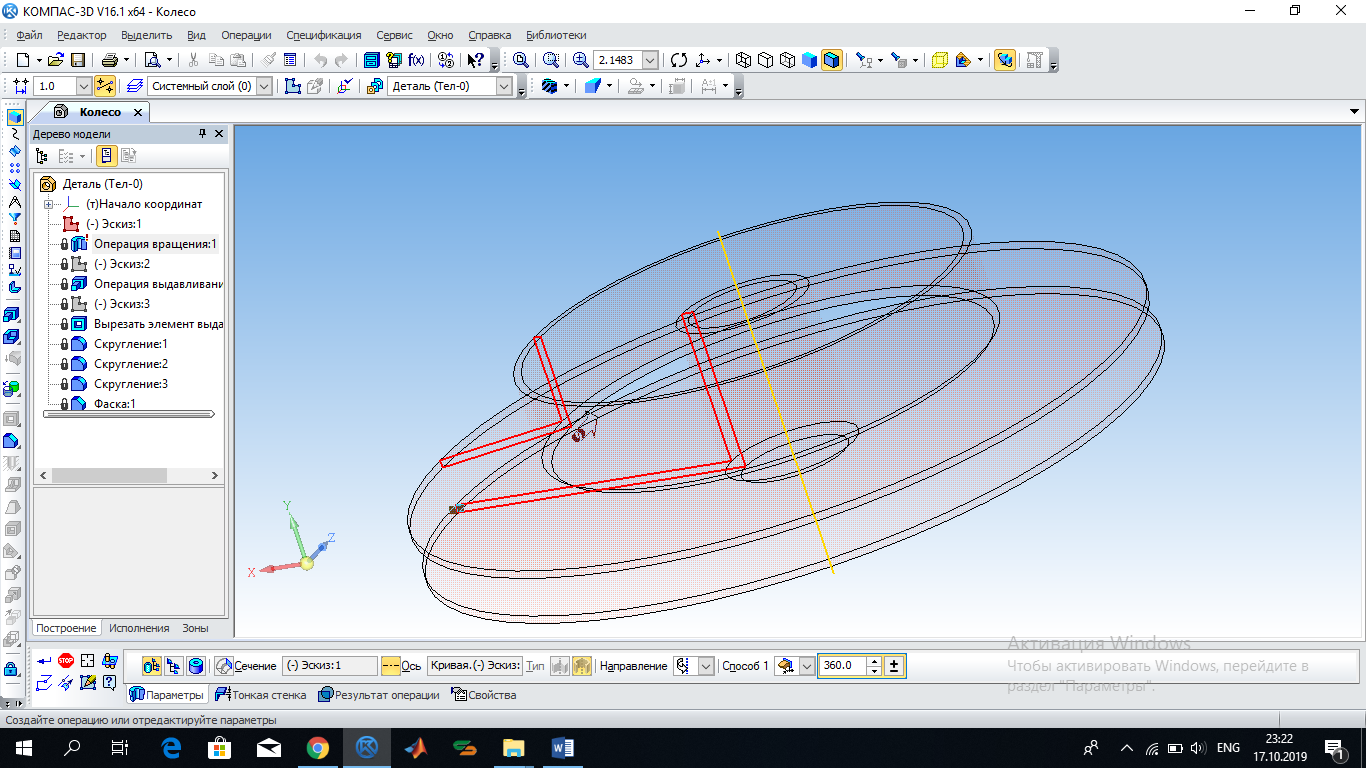 КОМПАС-3D V16.1 x64 - Колесо
Файл Редактор Выделить Вид Операции Спецификация Сервис Окно Справка Библиотеки
f(x) 2.1483
1.0 Системный слой (0) Деталь (Тел-0)
Колесо
Дерево модели
Деталь (Тел-0)
(т)Начало координат
(-) Эскиз:1
Операция вращения:1
(-) Эскиз:2
Операция выдавливани
(-) Эскиз:3
Вырезать элемент выда
Скругление:1
Скругление:2
Скругление:3
Фаска:1
Y
Z
X
Построение Исполнения Зоны
Активация Windows
Чтобы активировать Windows, перейдите в
раздел "Параметры".
STOP Сечение (-) Эскиз:1 Ось Кривая.(-) Эскиз: Тип Направление Способ 1 360.0
Параметры Тонкая стенка Результат операции Свойства
Создайте операцию или отредактируйте параметры
ENG
23:22
17.10.2019
1